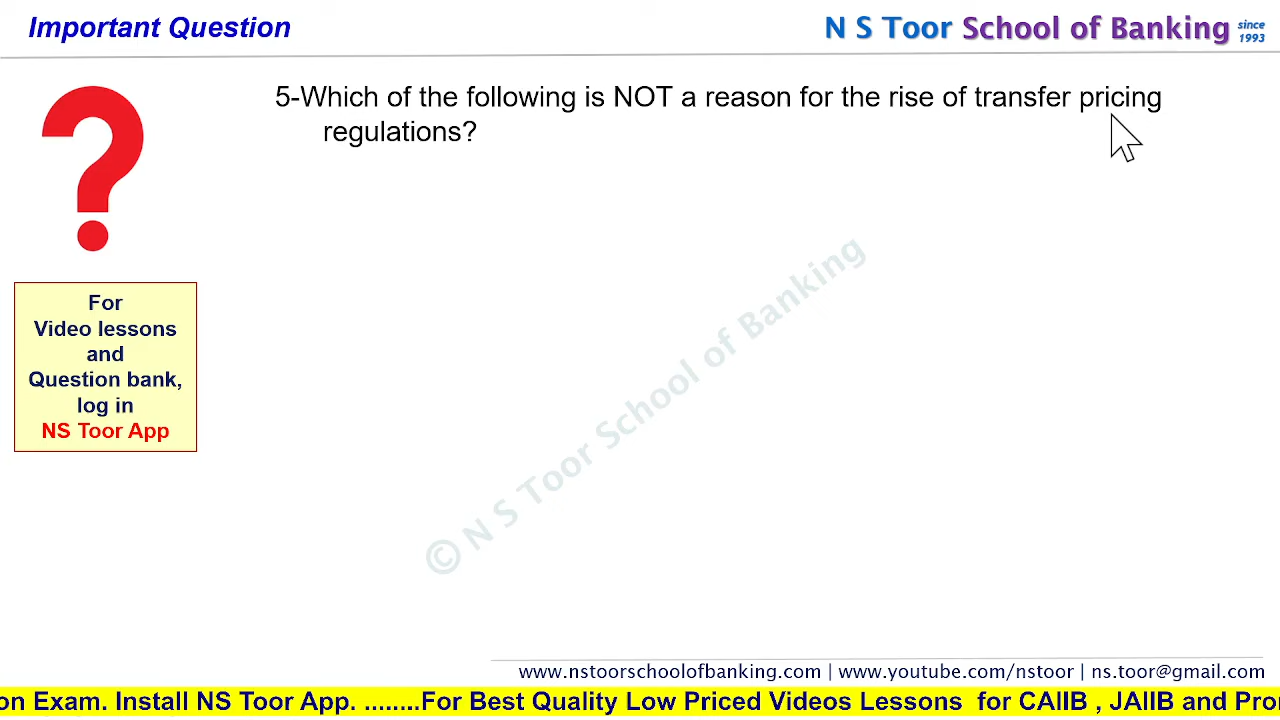 Important Question
N S Toor School of Banking since 1993
5-Which of the following is NOT a reason for the rise of transfer pricing
regulations?
For
Video lessons
and
Question bank,
log in
NS Toor App
© N S Toor School of Banking
www.nstoorschoolofbanking.com | www.youtube.com/nstoor | ns.toor@gmail.com
on Exam. Install NS Toor App. ........For Best Quality Low Priced Videos Lessons for CAIIB , JAIIB and Pro